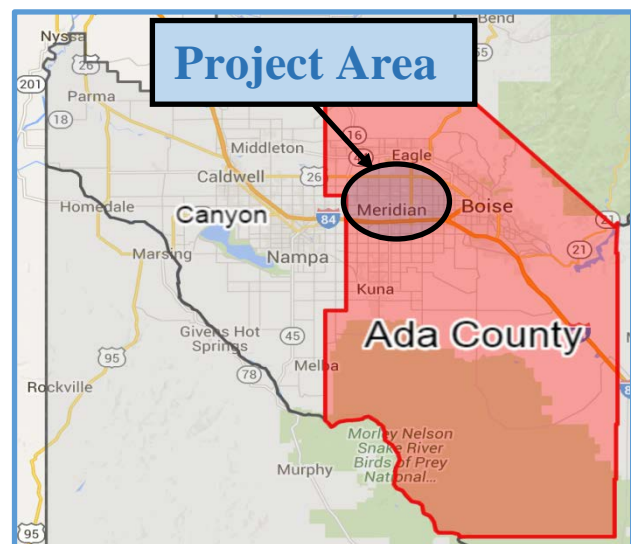 Bend
Nyssa
26
55
201
Parma
Project Area
18
16
Middleton
Eagle
Caldwell
26
Homedale
Canyon
Meridian
Boise
84
21
Marsing
Nampa
21
Kuna
Givens Hot
Springs
45
Ada County
95
Melba
78
Rockville
Morley Nelson
Snake River
Birds of Prey
National...
Murphy
95